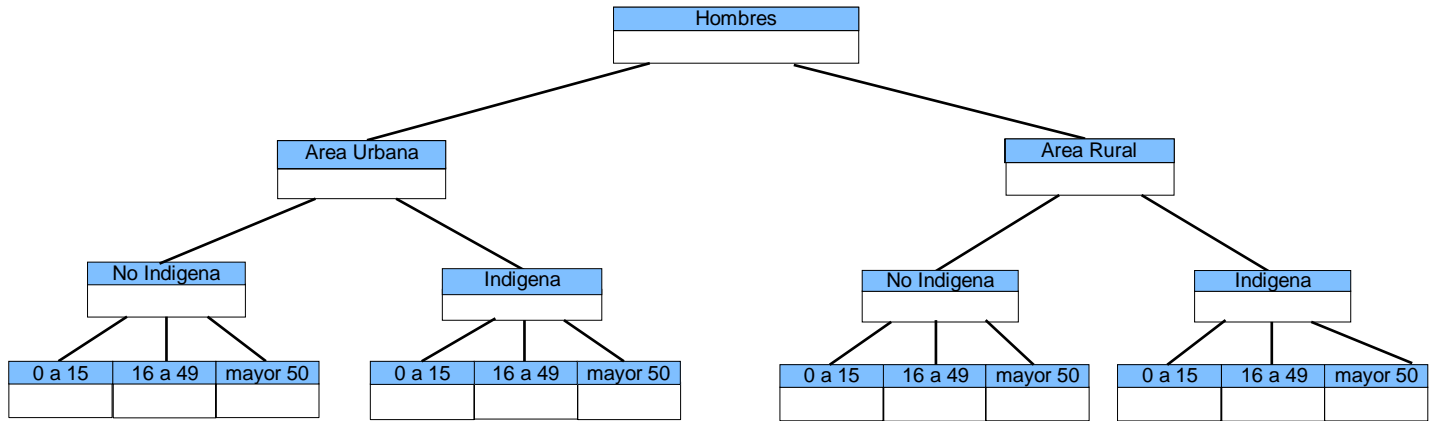 Hombres
Area Urbana
Area Rural
No Indigena
Indigena
No Indigena
Indigena
0 a 15 16 a 49 mayor 50
0 a 15 16 a 49 mayor 50
0 a 15 16 a 49 mayor 50
0 a 15 16 a 49 mayor 50